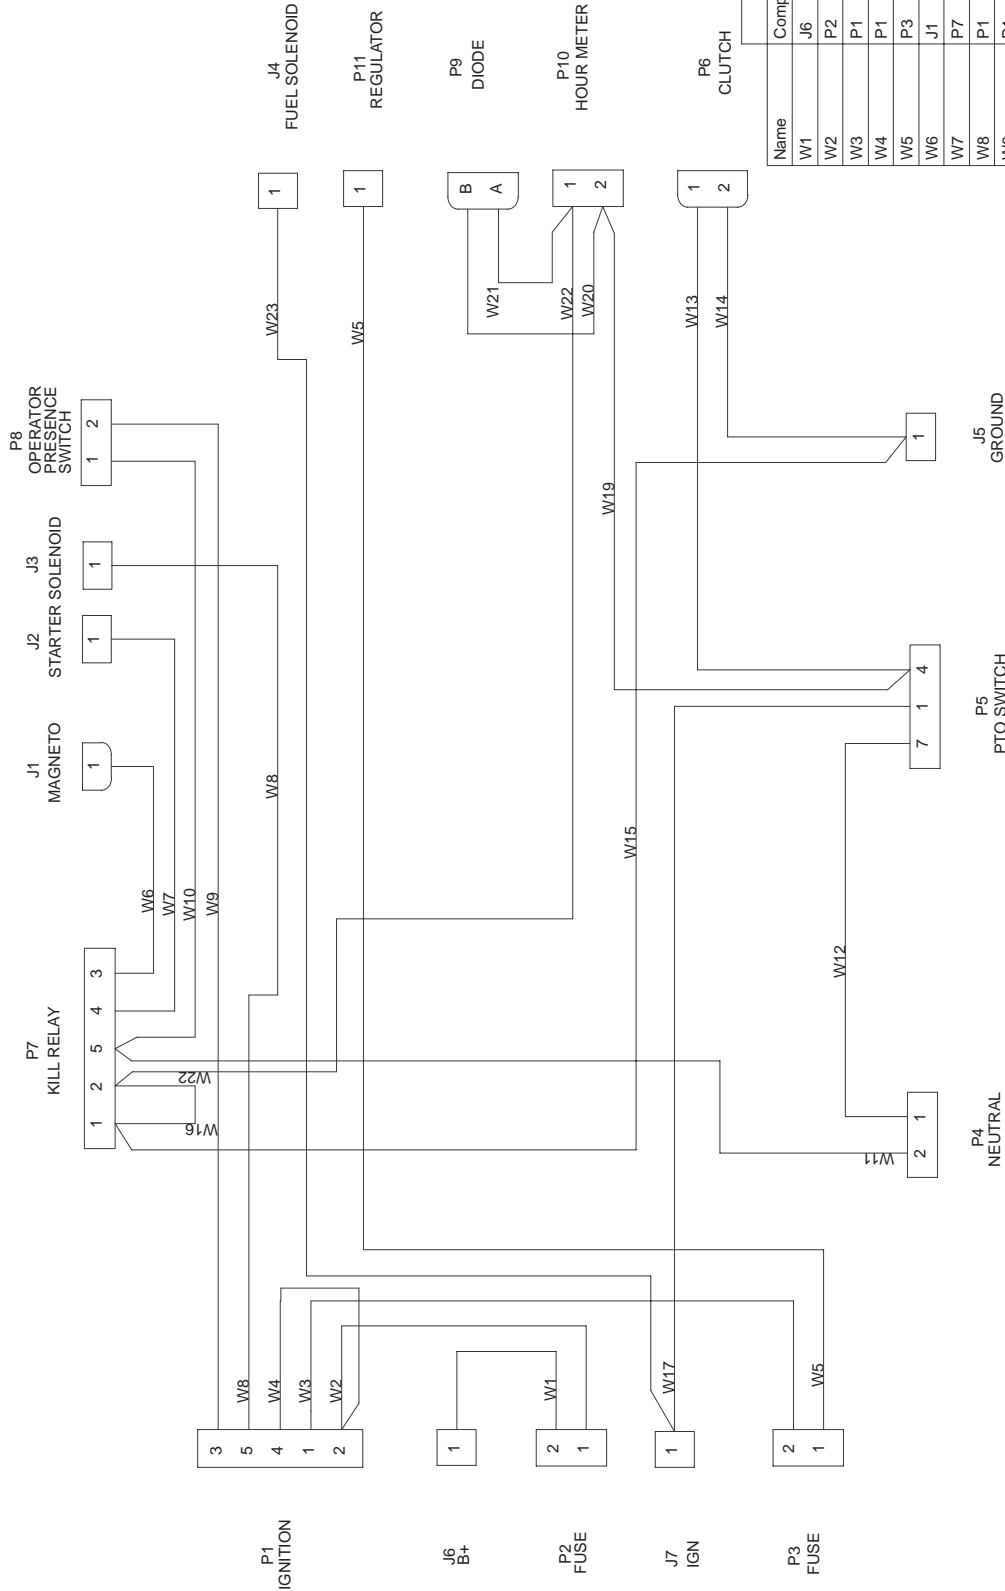 P7
KILL RELAY
1
2
5
4
3
J1
MAGNETO
1
J2
J3
STARTER SOLENOID
1
1
P8
OPERATOR
PRESENCE
SWITCH
1
2
J4
FUEL SOLENOID
1
P11
REGULATOR
1
P9
DIODE
B
A
P10
HOUR METER
1
2
P6
CLUTCH
1
2
P1
IGNITION
3
5
4
1
2
J6
B+
1
P2
FUSE
2
1
J7
IGN
1
P3
FUSE
2
1
P4
NEUTRAL
2
1
P5
PTO SWITCH
7
1
4
J5
GROUND
1
W6
W7
W10
W9
W8
W22
W16
W23
W5
W21
W22
W20
W13
W14
W19
W15
W12
W11
W8
W4
W3
W2
W1
W17
W5
Name
W1 J6
W2 P2
W3 P1
W4 P1
W5 P3
W6 J1
W7 P7
W8 P1